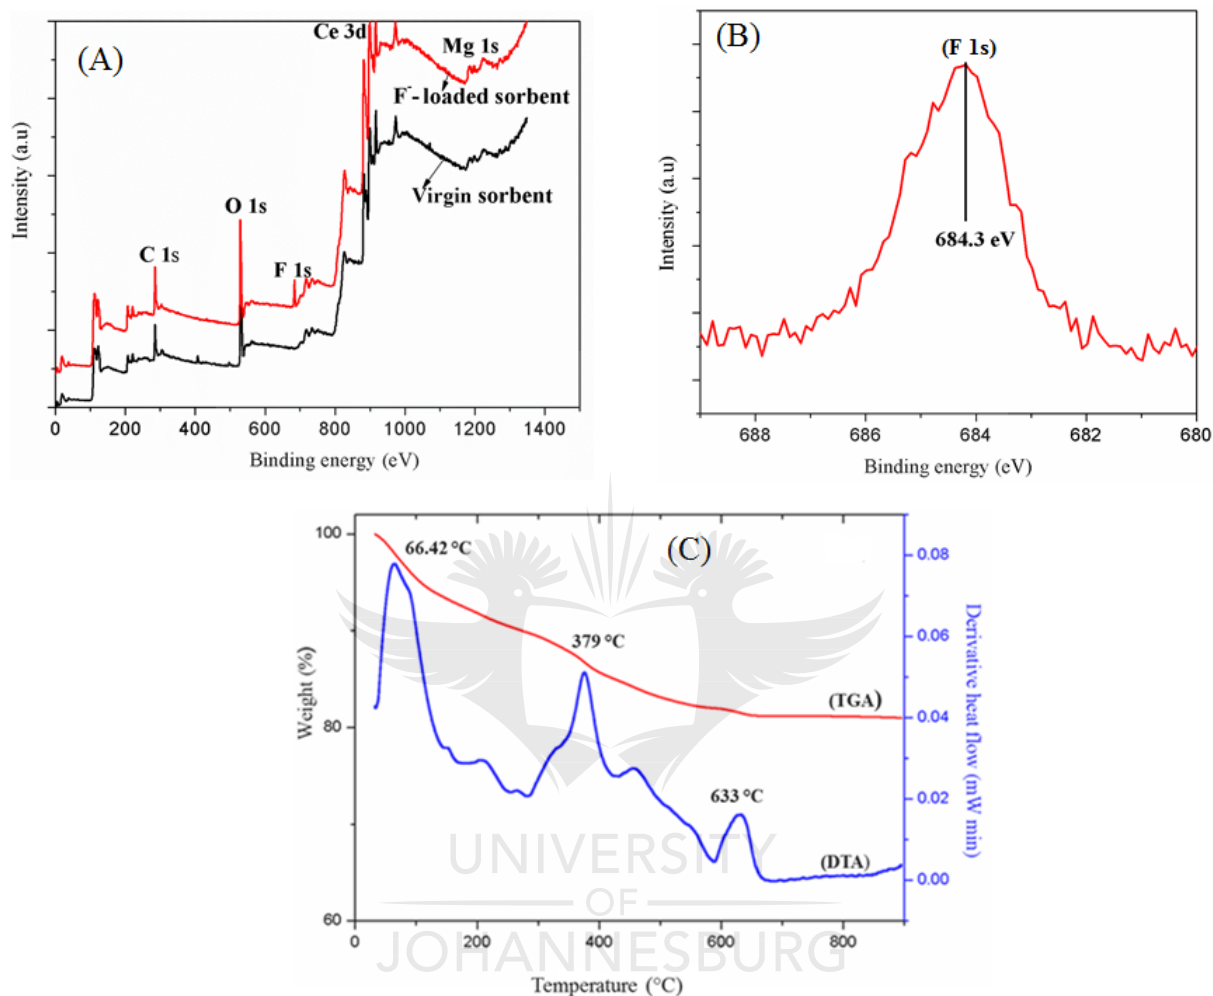 (A)
Ce 3d
Mg 1s
F⁻- loaded sorbent
Virgin sorbent
O 1s
C 1s
F 1s
Intensity (a.u)
0 200 400 600 800 1000 1200 1400
Binding energy (eV)
(B)
(F 1s)
684.3 eV
Intensity (a.u)
688 686 684 682 680
Binding energy (eV)
(C)
66.42 °C
379 °C
633 °C
(TGA)
(DTA)
Weight (%)
100
80
60
0 200 400 600 800
Temperature (°C)
0.08
0.06
0.04
0.02
0.00
Derivative heat flow (mW min)
UNIVERSITY
OF
JOHANNESBURG